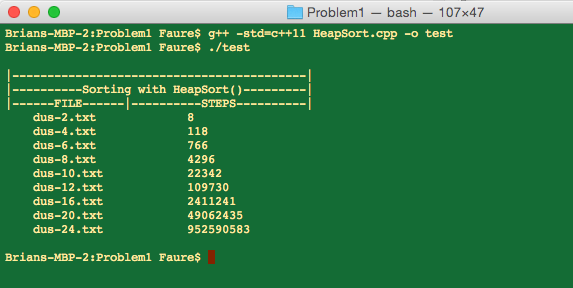 Problem1 — bash — 107×47
Brians-MBP-2:Problem1 Faure$ g++ -std=c++11 HeapSort.cpp -o test
Brians-MBP-2:Problem1 Faure$ ./test
|------------------------------------------|
|----------Sorting with HeapSort()---------|
|------FILE------|----------STEPS----------|
dus-2.txt 8
dus-4.txt 118
dus-6.txt 766
dus-8.txt 4296
dus-10.txt 22342
dus-12.txt 109730
dus-16.txt 2411241
dus-20.txt 49062435
dus-24.txt 952590583
Brians-MBP-2:Problem1 Faure$